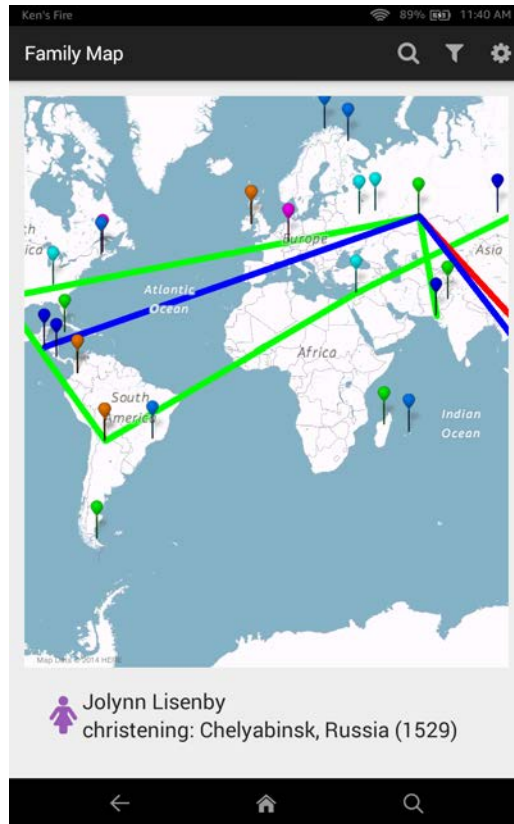 Ken's Fire 89% 11:40 AM
Family Map
Europe
Asia
Atlantic
Ocean
Africa
South
America
Indian
Ocean
Map Data © 2014 HERE
Jolynn Lisenby
christening: Chelyabinsk, Russia (1529)